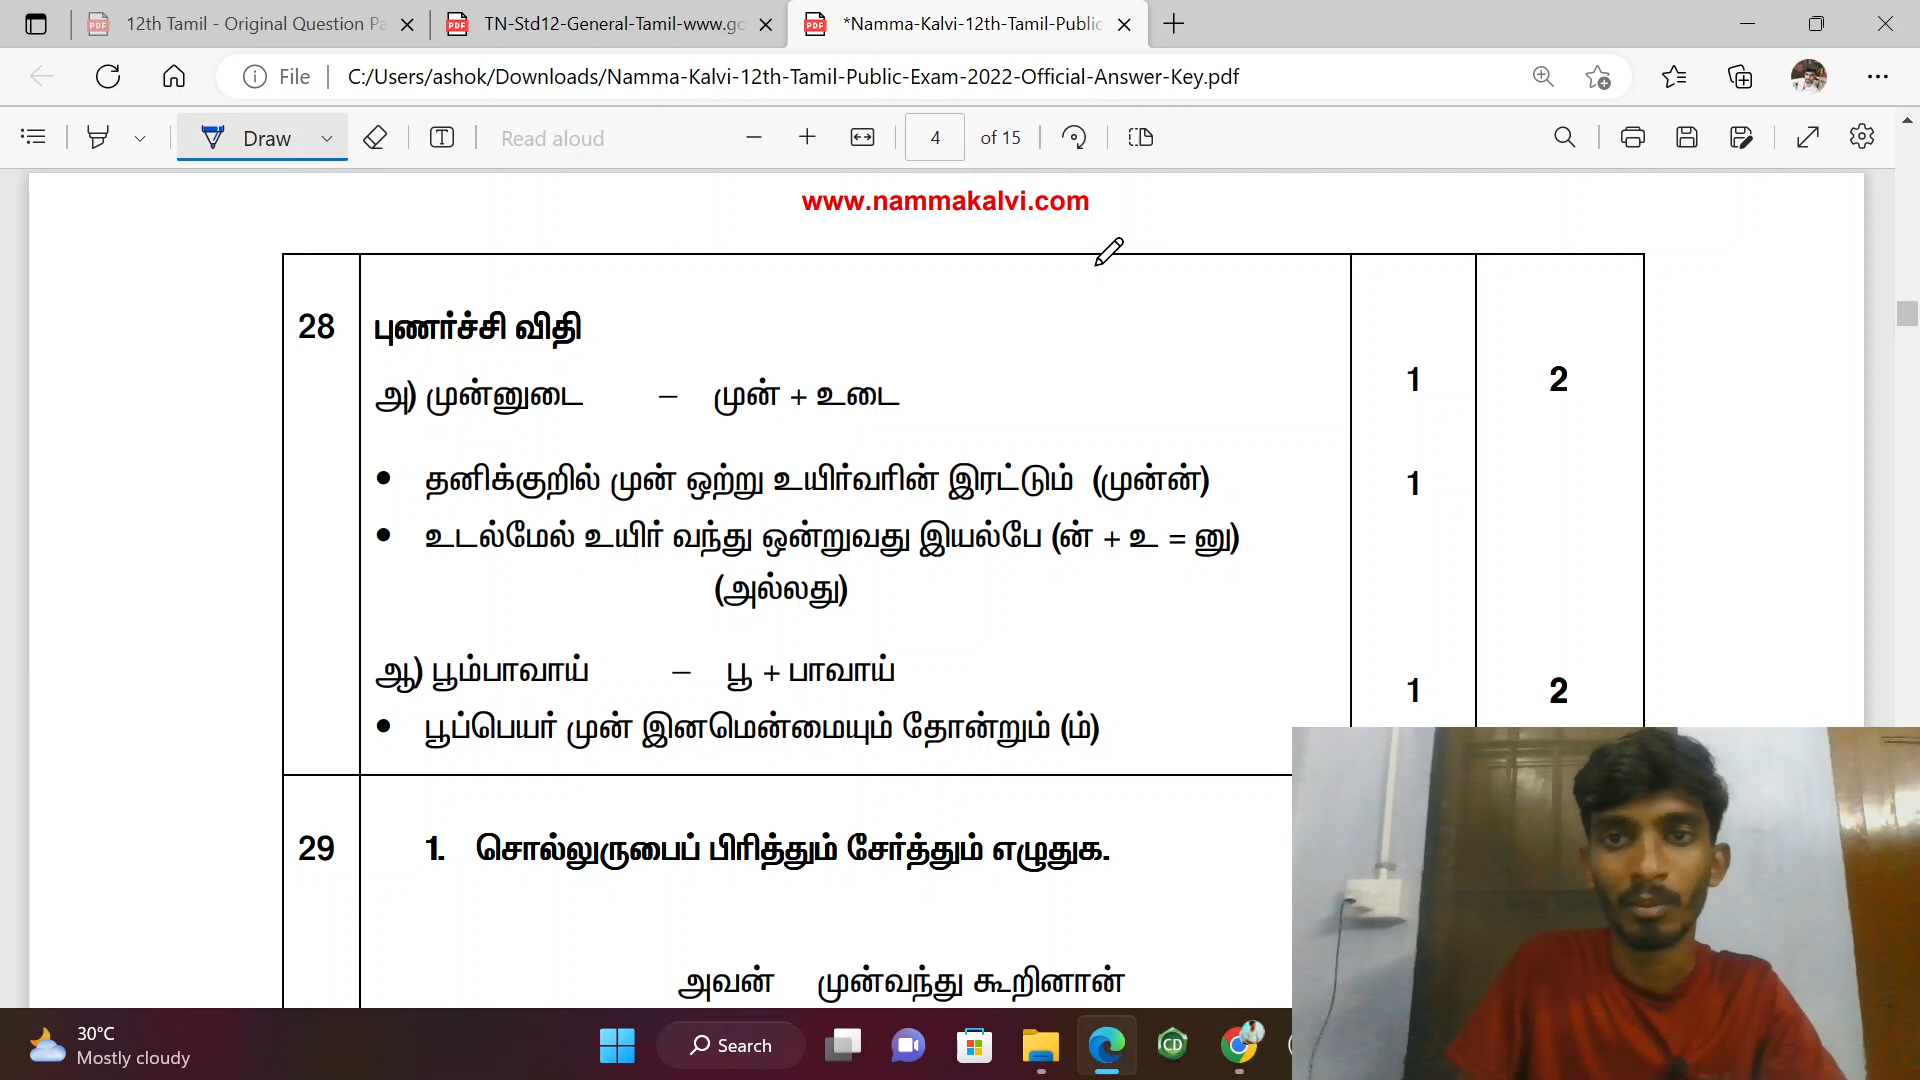 12th Tamil - Original Question Pa
TN-Std12-General-Tamil-www.go
*Namma-Kalvi-12th-Tamil-Public
File
C:/Users/ashok/Downloads/Namma-Kalvi-12th-Tamil-Public-Exam-2022-Official-Answer-Key.pdf
Draw
Read aloud
4 of 15
www.nammakalvi.com
28 புணர்ச்சி விதி
அ) முன்னுடை – முன் + உடை 1 2
• தனிக்குறில் முன் ஒற்று உயிர்வரின் இரட்டும் (முன்ன்) 1
• உடல்மேல் உயிர் வந்து ஒன்றுவது இயல்பே (ன் + உ = னு)
(அல்லது)
ஆ) பூம்பாவாய் – பூ + பாவாய் 1 2
• பூப்பெயர் முன் இனமென்மையும் தோன்றும் (ம்)
29 1. சொல்லுருபைப் பிரித்தும் சேர்த்தும் எழுதுக.
அவன் முன்வந்து கூறினான்
30°C
Mostly cloudy
Search
CD